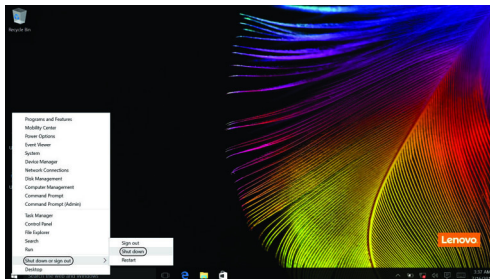 Recycle Bin
Programs and Features
Mobility Center
Power Options
Event Viewer
System
Device Manager
Network Connections
Disk Management
Computer Management
Command Prompt
Command Prompt (Admin)
Task Manager
Control Panel
File Explorer
Search
Run
Shut down or sign out
Desktop
Sign out
Shut down
Restart
Lenovo